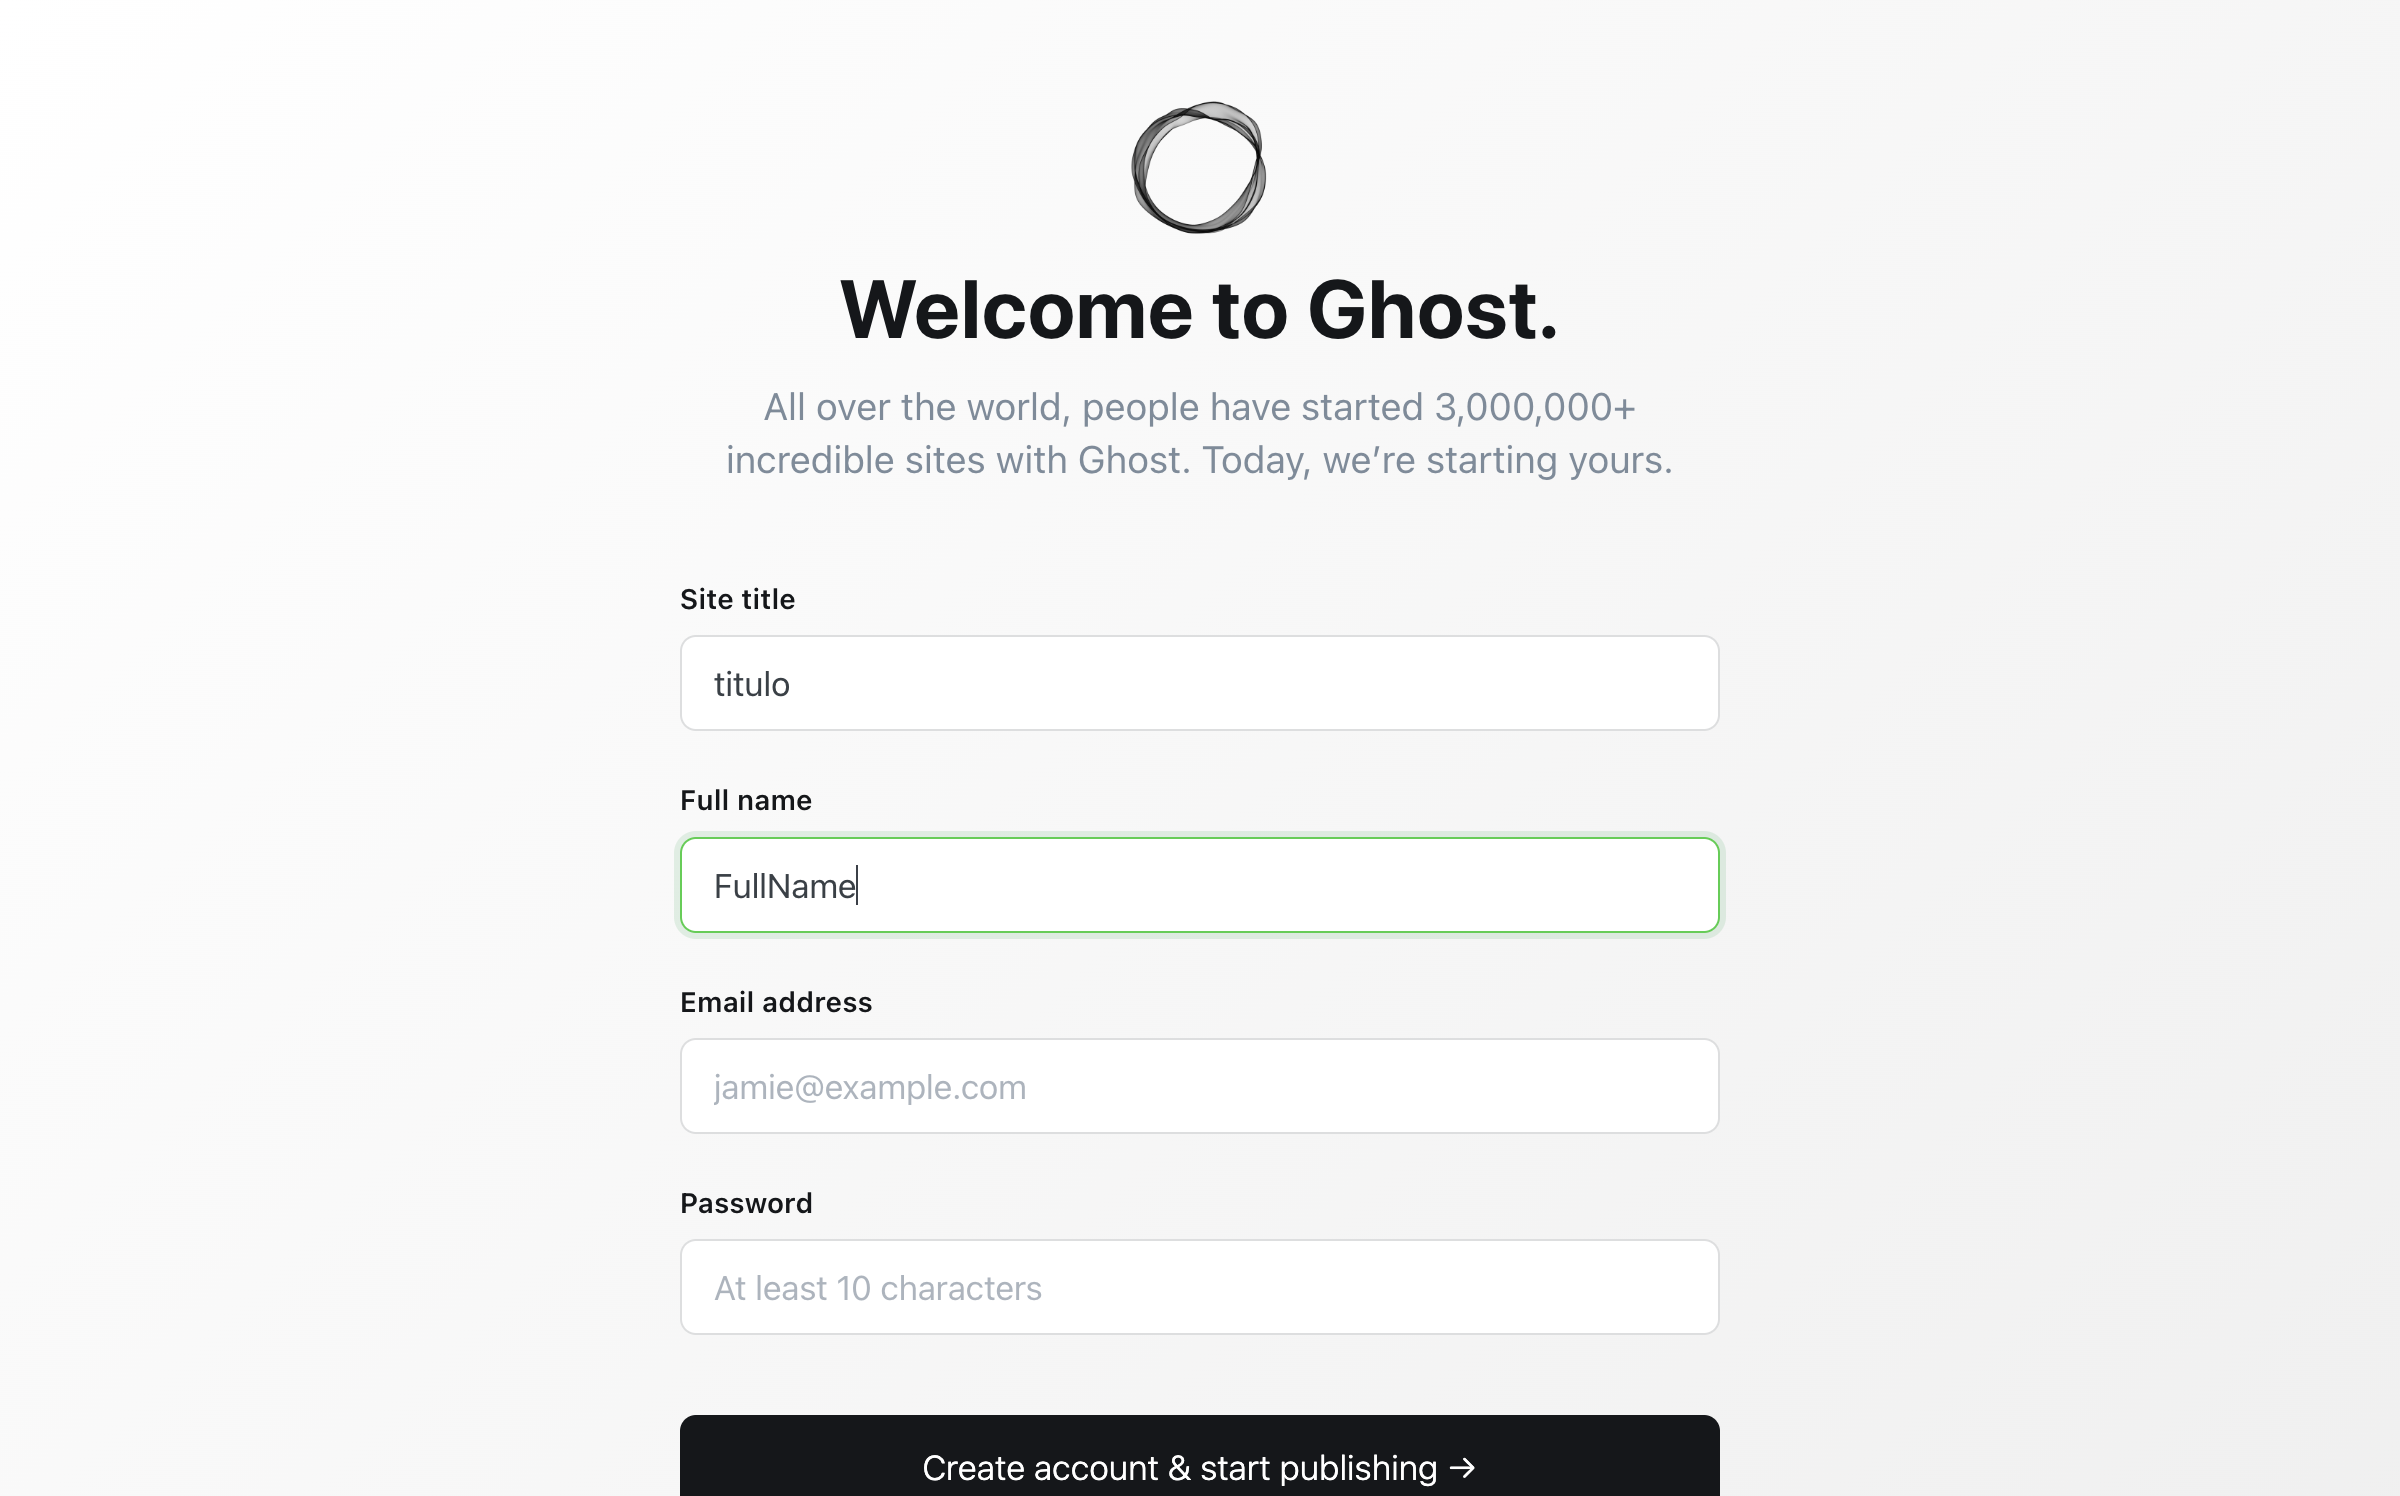 Welcome to Ghost.
All over the world, people have started 3,000,000+
incredible sites with Ghost. Today, we’re starting yours.
Site title
titulo
Full name
FullName
Email address
jamie@example.com
Password
At least 10 characters
Create account & start publishing →